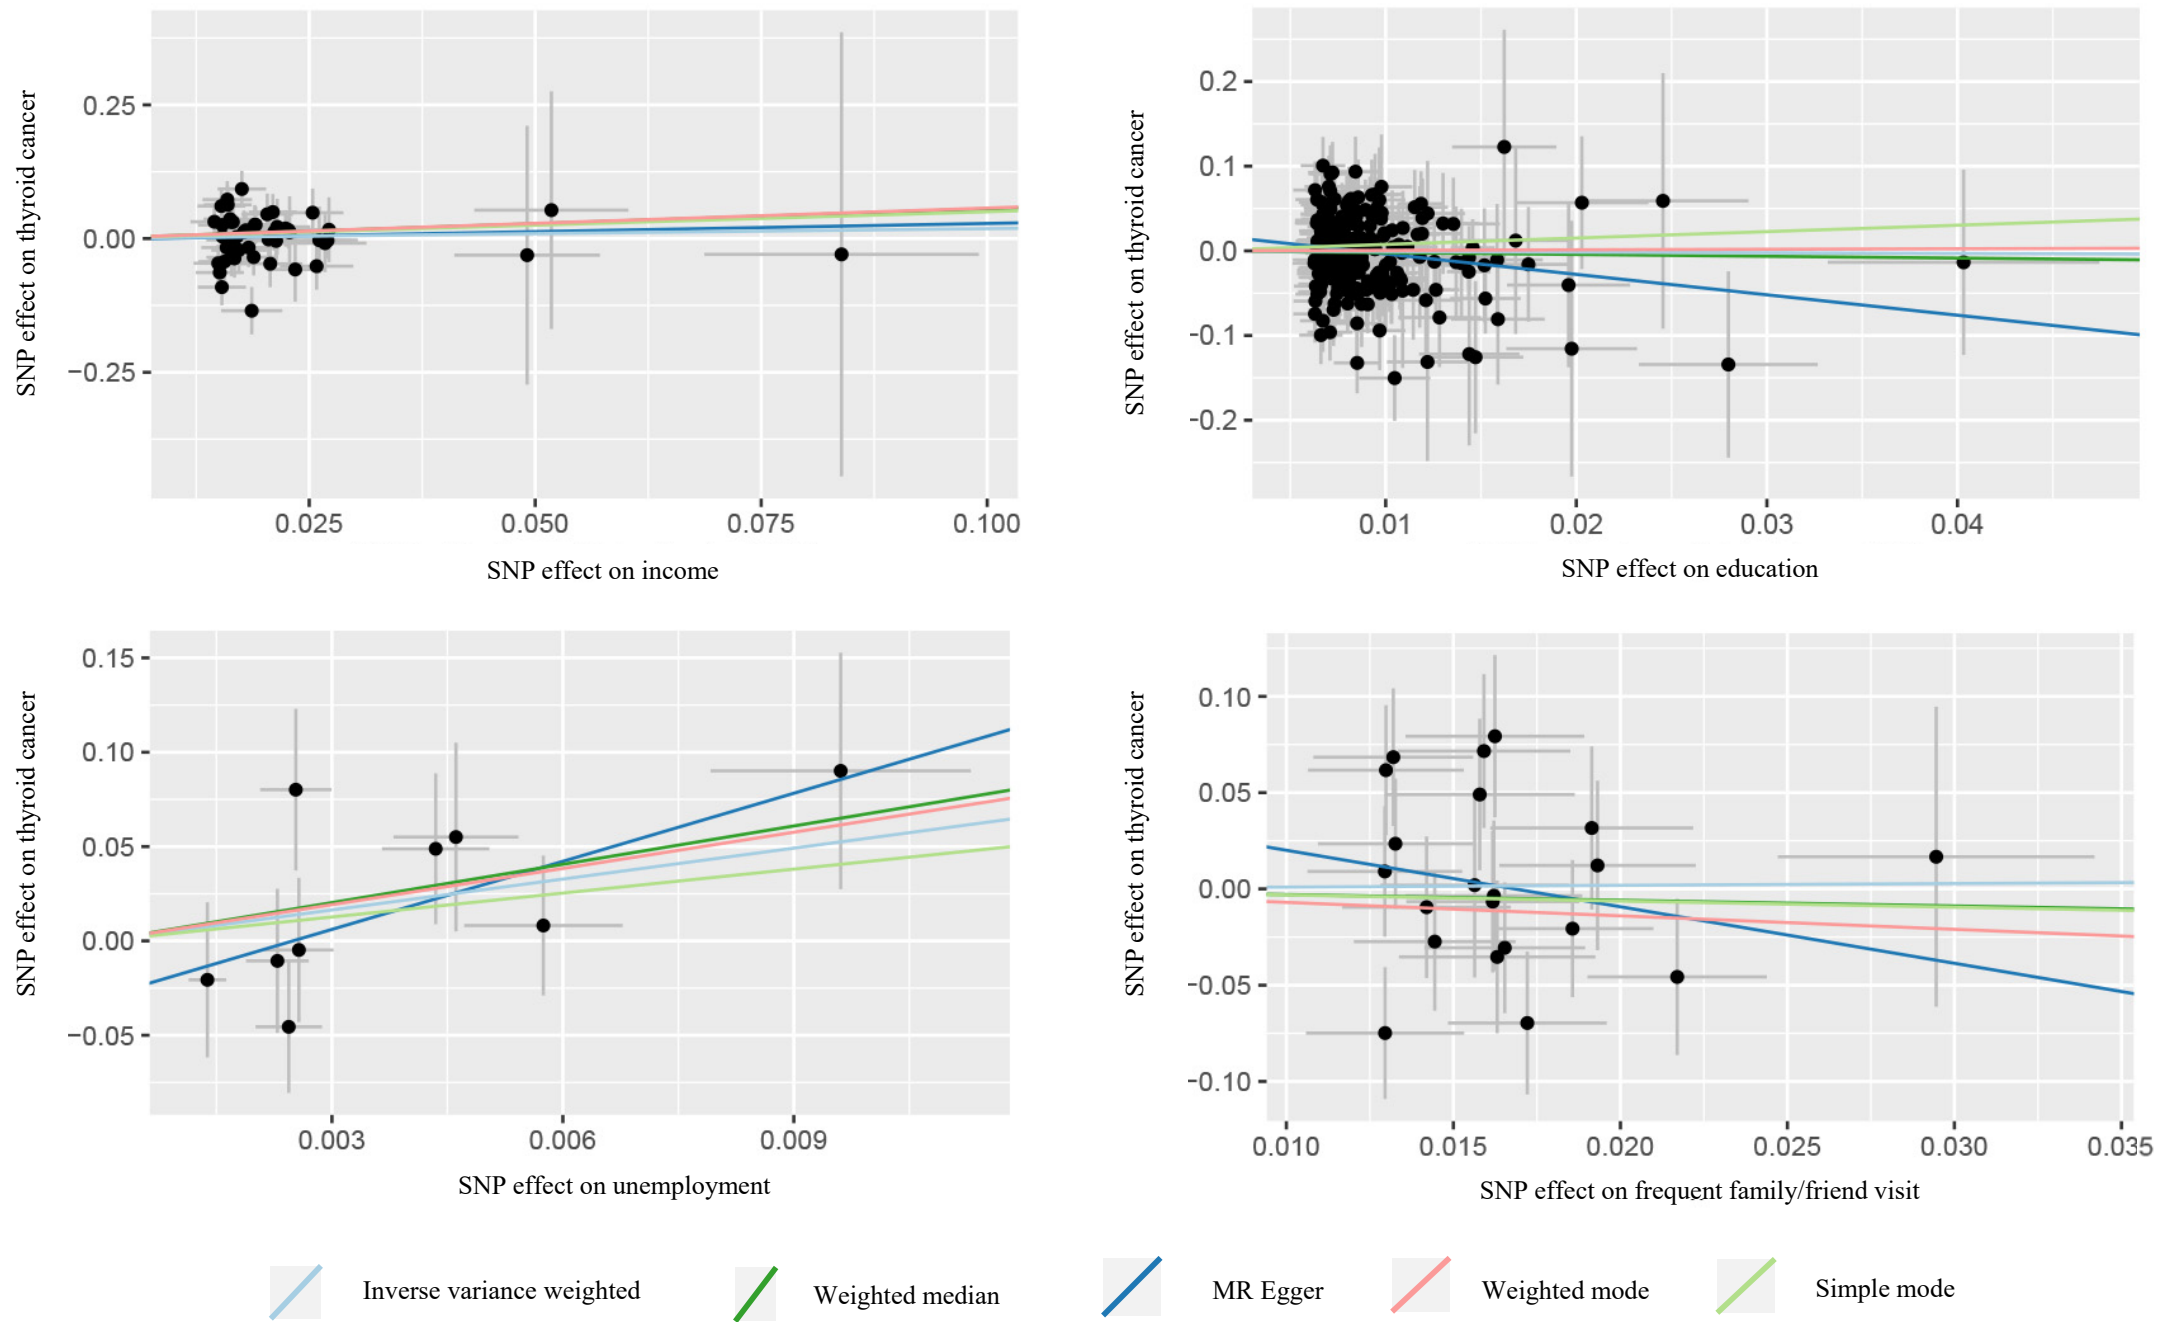 SNP effect on thyroid cancer
0.25
0.00
−0.25
0.025
0.050
0.075
0.100
SNP effect on income
SNP effect on thyroid cancer
0.2
0.1
0.0
−0.1
−0.2
0.01
0.02
0.03
0.04
SNP effect on education
SNP effect on thyroid cancer
0.15
0.10
0.05
0.00
−0.05
0.003
0.006
0.009
SNP effect on unemployment
SNP effect on thyroid cancer
0.10
0.05
0.00
−0.05
−0.10
0.010
0.015
0.020
0.025
0.030
0.035
SNP effect on frequent family/friend visit
Inverse variance weighted
Weighted median
MR Egger
Weighted mode
Simple mode